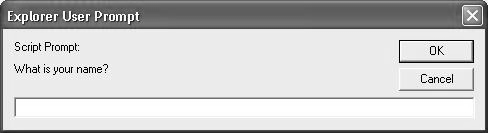 Explorer User Prompt
Script Prompt:
OK
What is your name?
Cancel